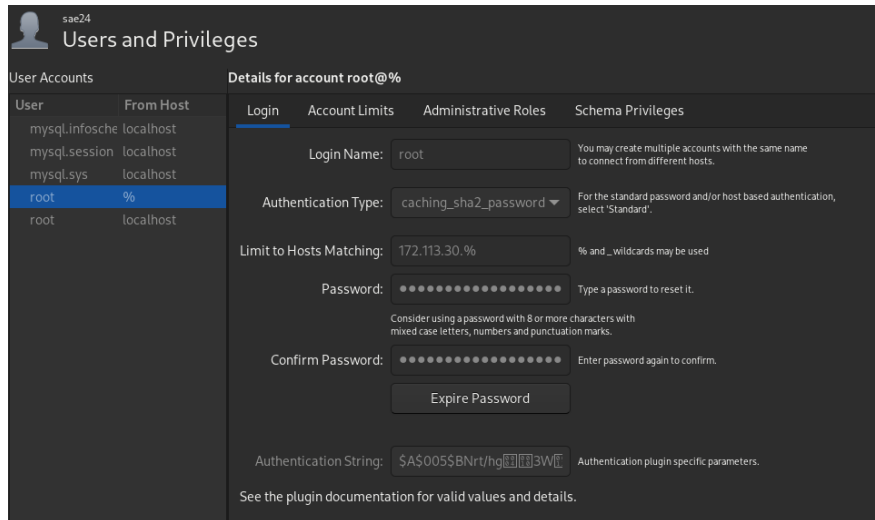 sae24
Users and Privileges
User Accounts
Details for account root@%
User From Host
mysql.infosche localhost
mysql.session localhost
mysql.sys localhost
root %
root localhost
Login Account Limits Administrative Roles Schema Privileges
Login Name: root
You may create multiple accounts with the same name
to connect from different hosts.
Authentication Type: caching_sha2_password
For the standard password and/or host based authentication,
select 'Standard'.
Limit to Hosts Matching: 172.113.30.% % and _ wildcards may be used
Password: ●●●●●●●●●●●●●●●●●● Type a password to reset it.
Consider using a password with 8 or more characters with
mixed case letters, numbers and punctuation marks.
Confirm Password: ●●●●●●●●●●●●●●●●●● Enter password again to confirm.
Expire Password
Authentication String: $A$005$BNrt/hg 3W Authentication plugin specific parameters.
See the plugin documentation for valid values and details.